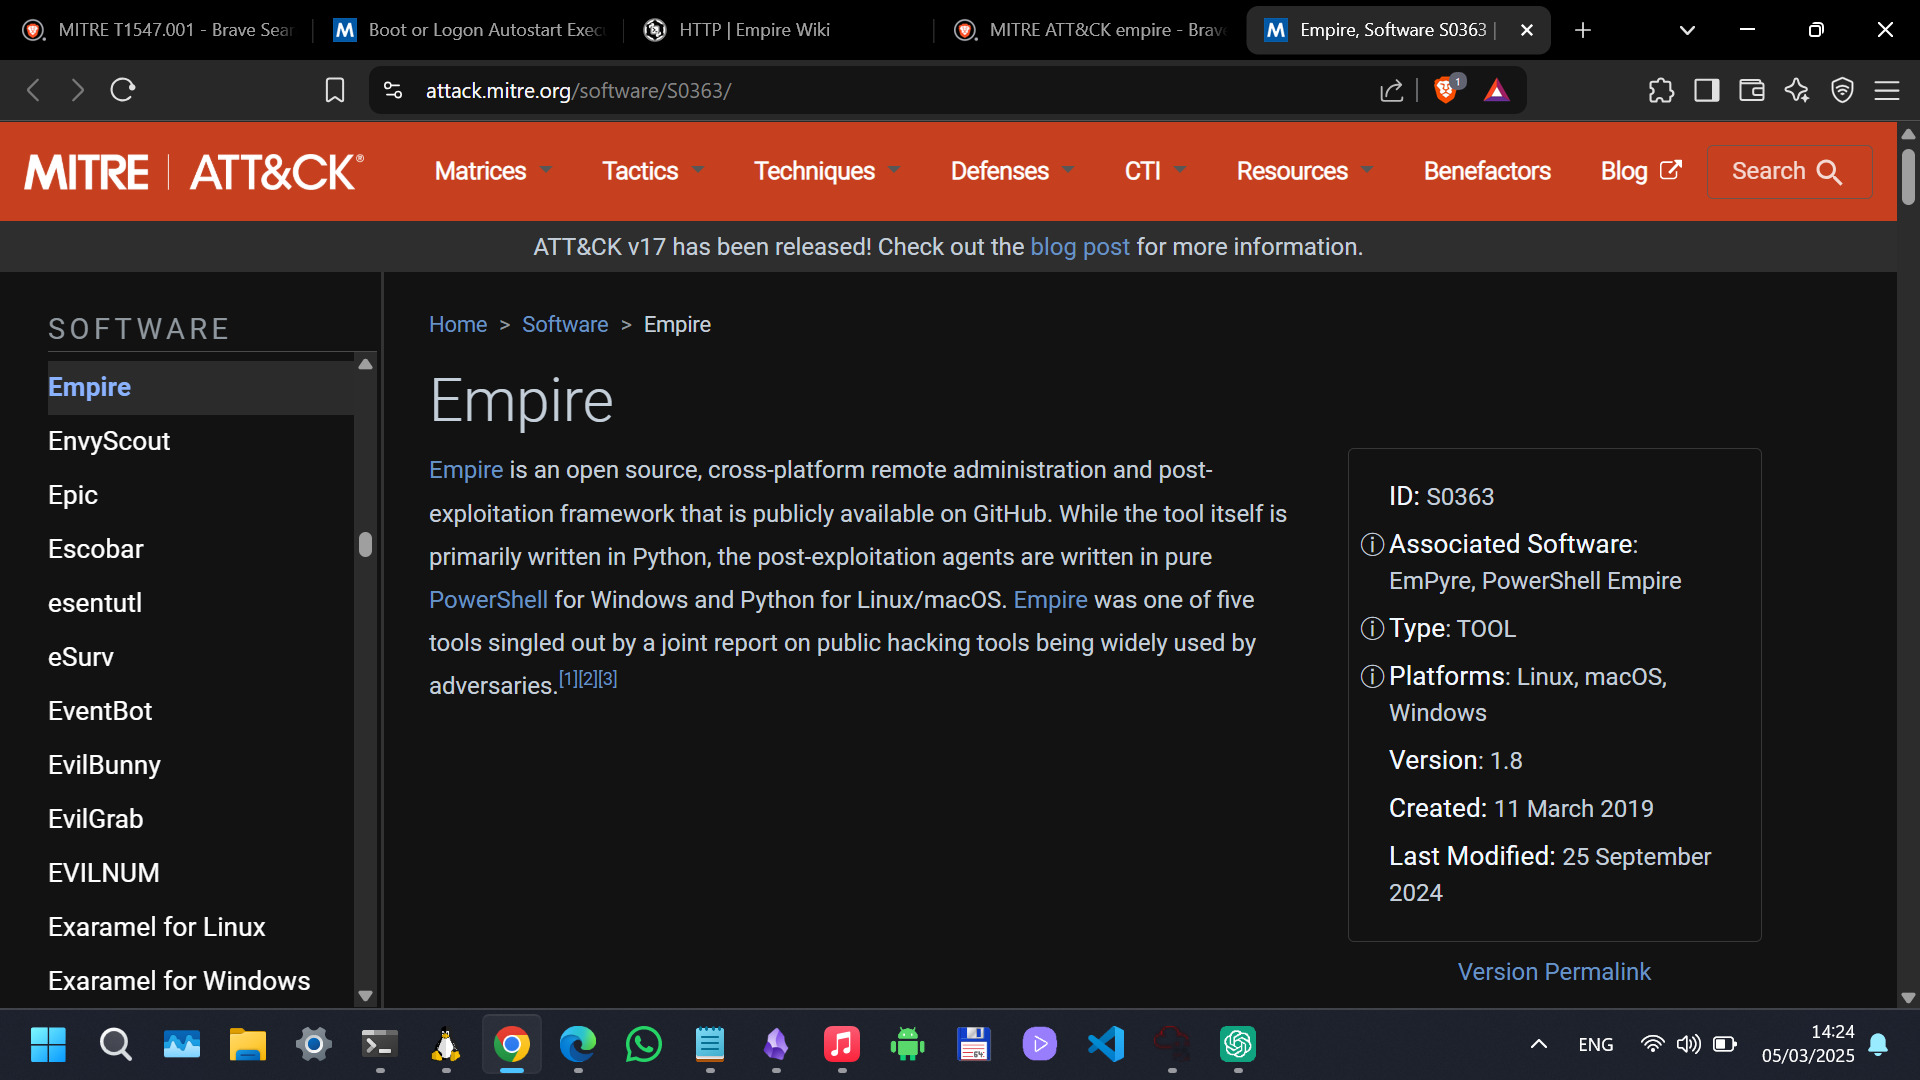 MITRE T1547.001 - Brave Sear
Boot or Logon Autostart Exec
HTTP | Empire Wiki
MITRE ATT&CK empire - Brave
Empire, Software S0363 |
attack.mitre.org/software/S0363/
1
MITRE | ATT&CK®
Matrices
Tactics
Techniques
Defenses
CTI
Resources
Benefactors
Blog
Search
ATT&CK v17 has been released! Check out the blog post for more information.
SOFTWARE
Empire
EnvyScout
Epic
Escobar
esentutl
eSurv
EventBot
EvilBunny
EvilGrab
EVILNUM
Exaramel for Linux
Exaramel for Windows
Home > Software > Empire
Empire
Empire is an open source, cross-platform remote administration and post-
exploitation framework that is publicly available on GitHub. While the tool itself is
primarily written in Python, the post-exploitation agents are written in pure
PowerShell for Windows and Python for Linux/macOS. Empire was one of five
tools singled out by a joint report on public hacking tools being widely used by
adversaries.[1][2][3]
ID: S0363
Associated Software:
EmPyre, PowerShell Empire
Type: TOOL
Platforms: Linux, macOS,
Windows
Version: 1.8
Created: 11 March 2019
Last Modified: 25 September
2024
Version Permalink
ENG
14:24
05/03/2025